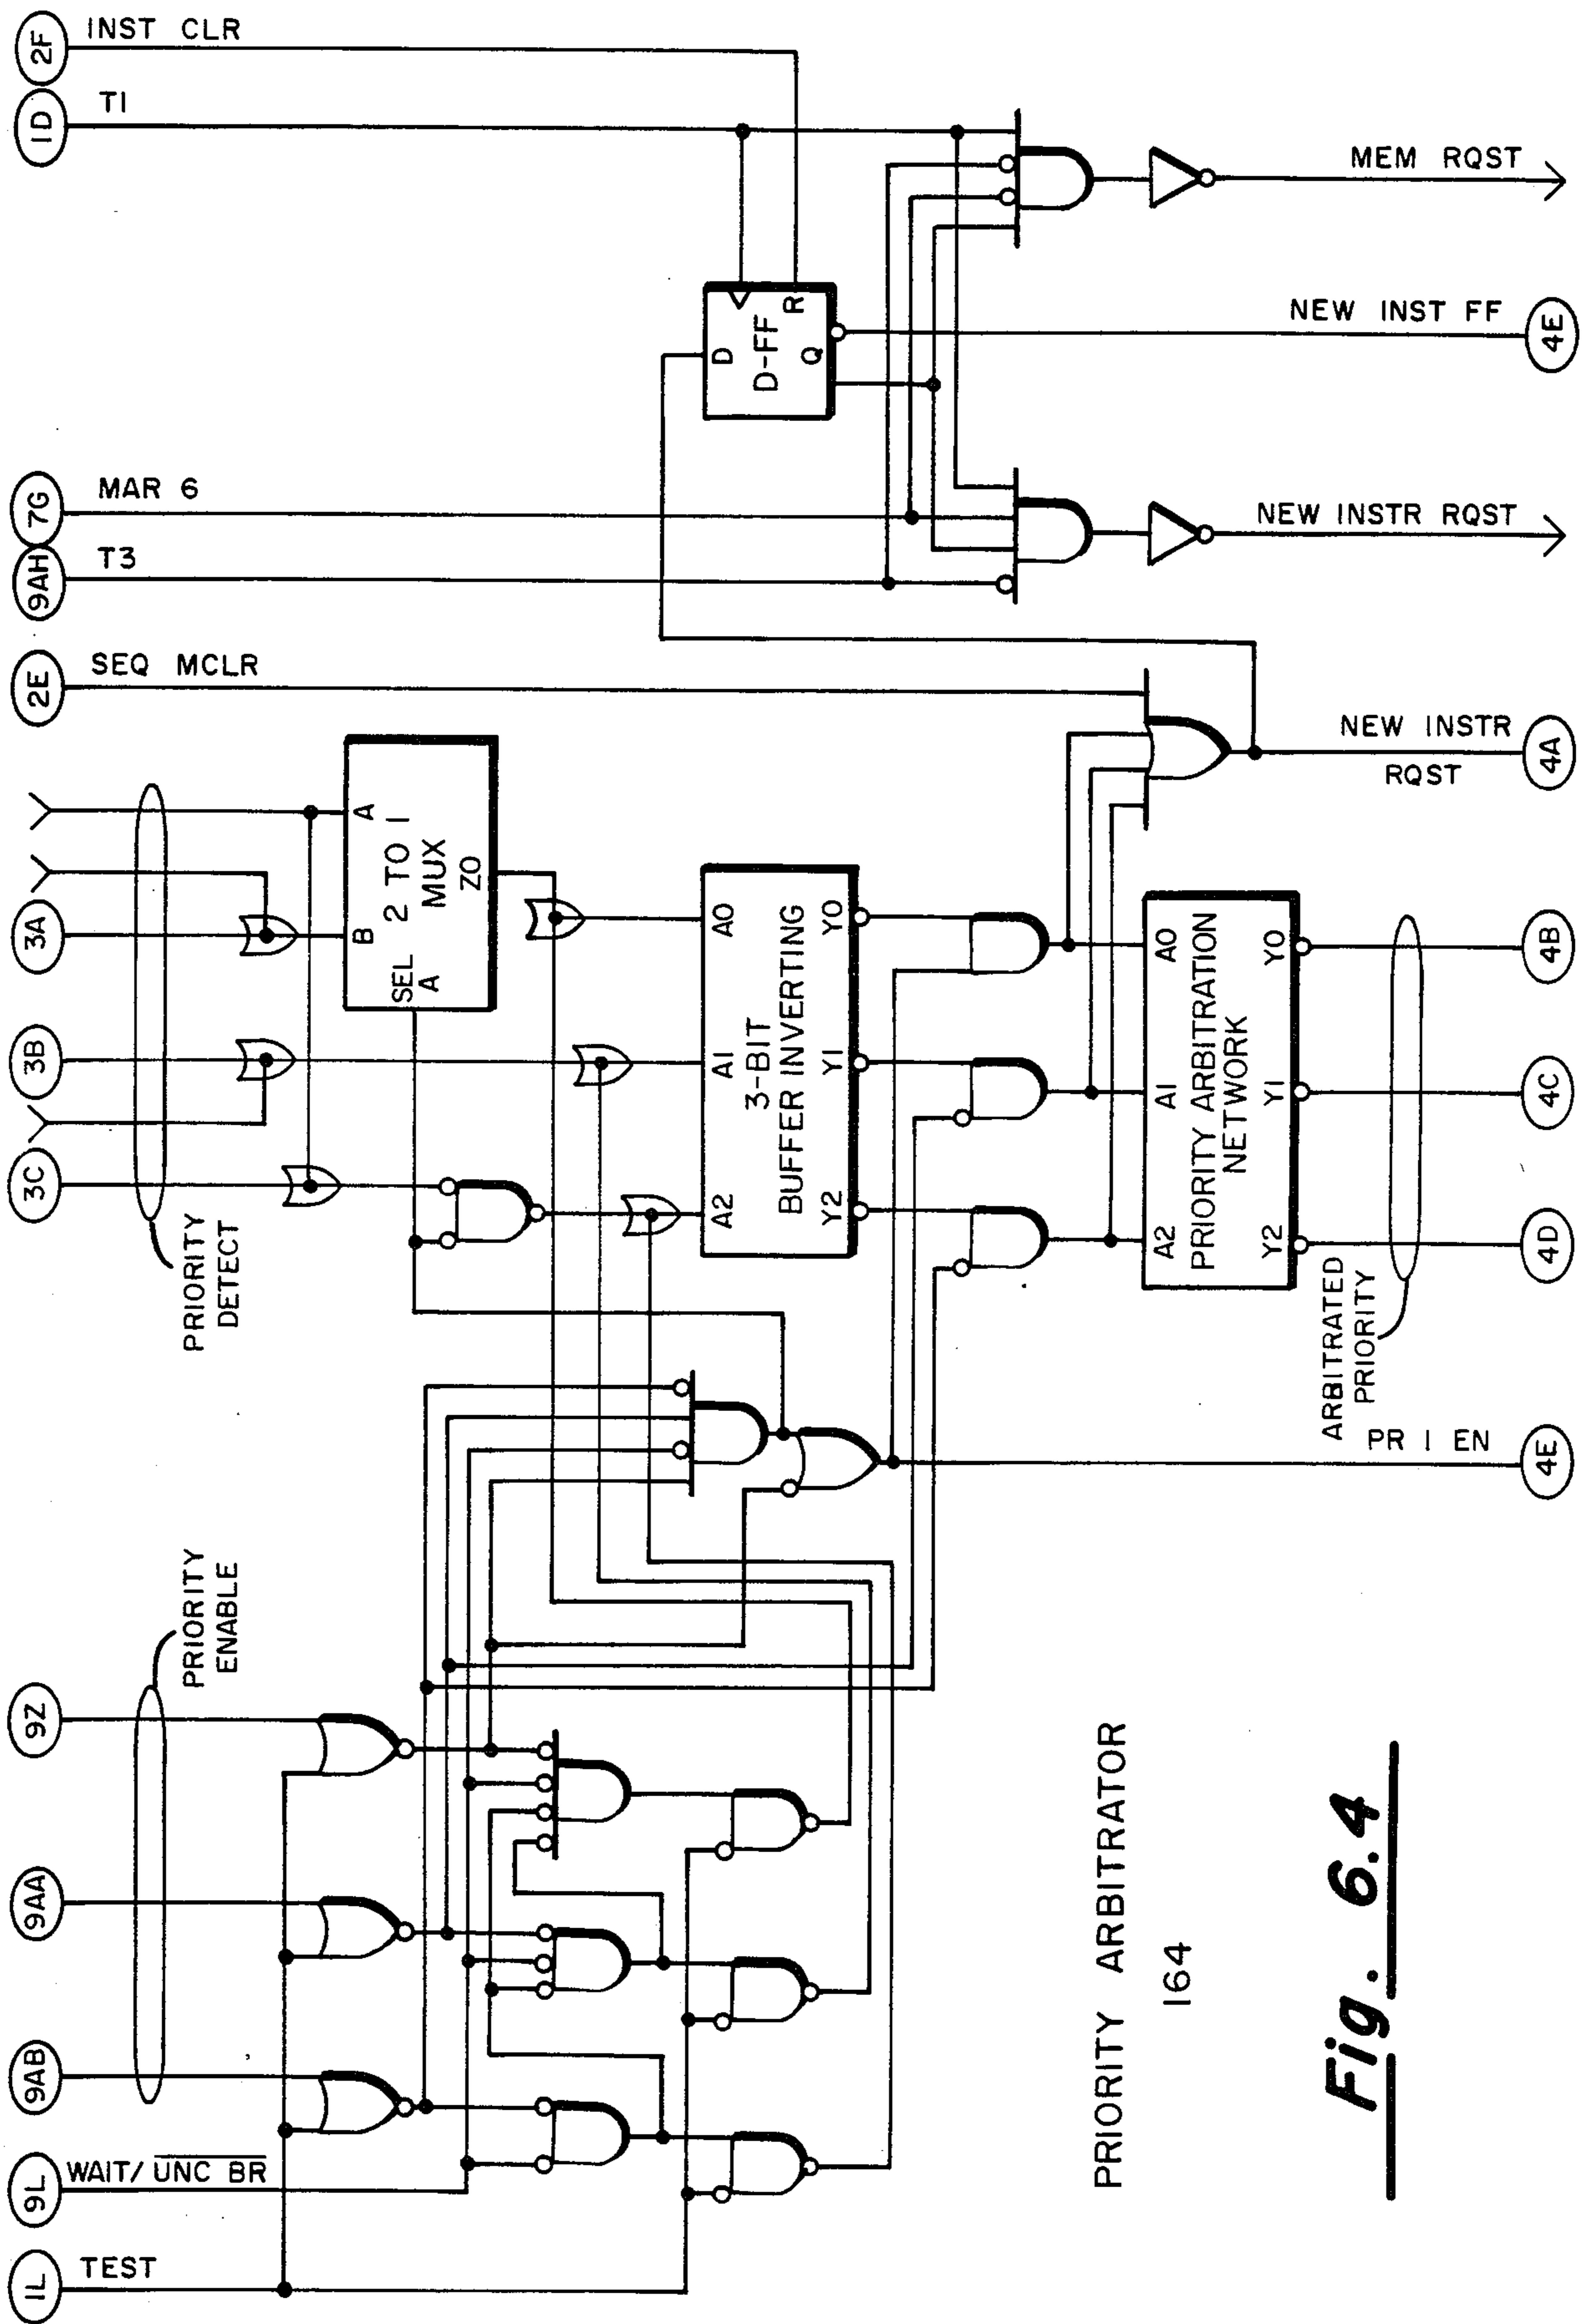 2F
INST CLR
1D
T1
7G
MAR 6
9AH
T3
2E
SEQ MCLR
3A
3B
3C
PRIORITY
DETECT
9Z
9AA
9AB
PRIORITY
ENABLE
9L
WAIT/ UNC BR
1L
TEST
D
R
D-FF
Q
A
B
SEL
A
2 TO 1
MUX
Z0
A0
A1
A2
3-BIT
BUFFER INVERTING
Y0
Y1
Y2
A0
A1
A2
PRIORITY ARBITRATION
NETWORK
Y0
Y1
Y2
MEM RQST
NEW INST FF
4E
NEW INSTR RQST
NEW INSTR
RQST
4A
4B
4C
4D
ARBITRATED
PRIORITY
PR 1 EN
4E
PRIORITY ARBITRATOR
164
Fig. 6.4